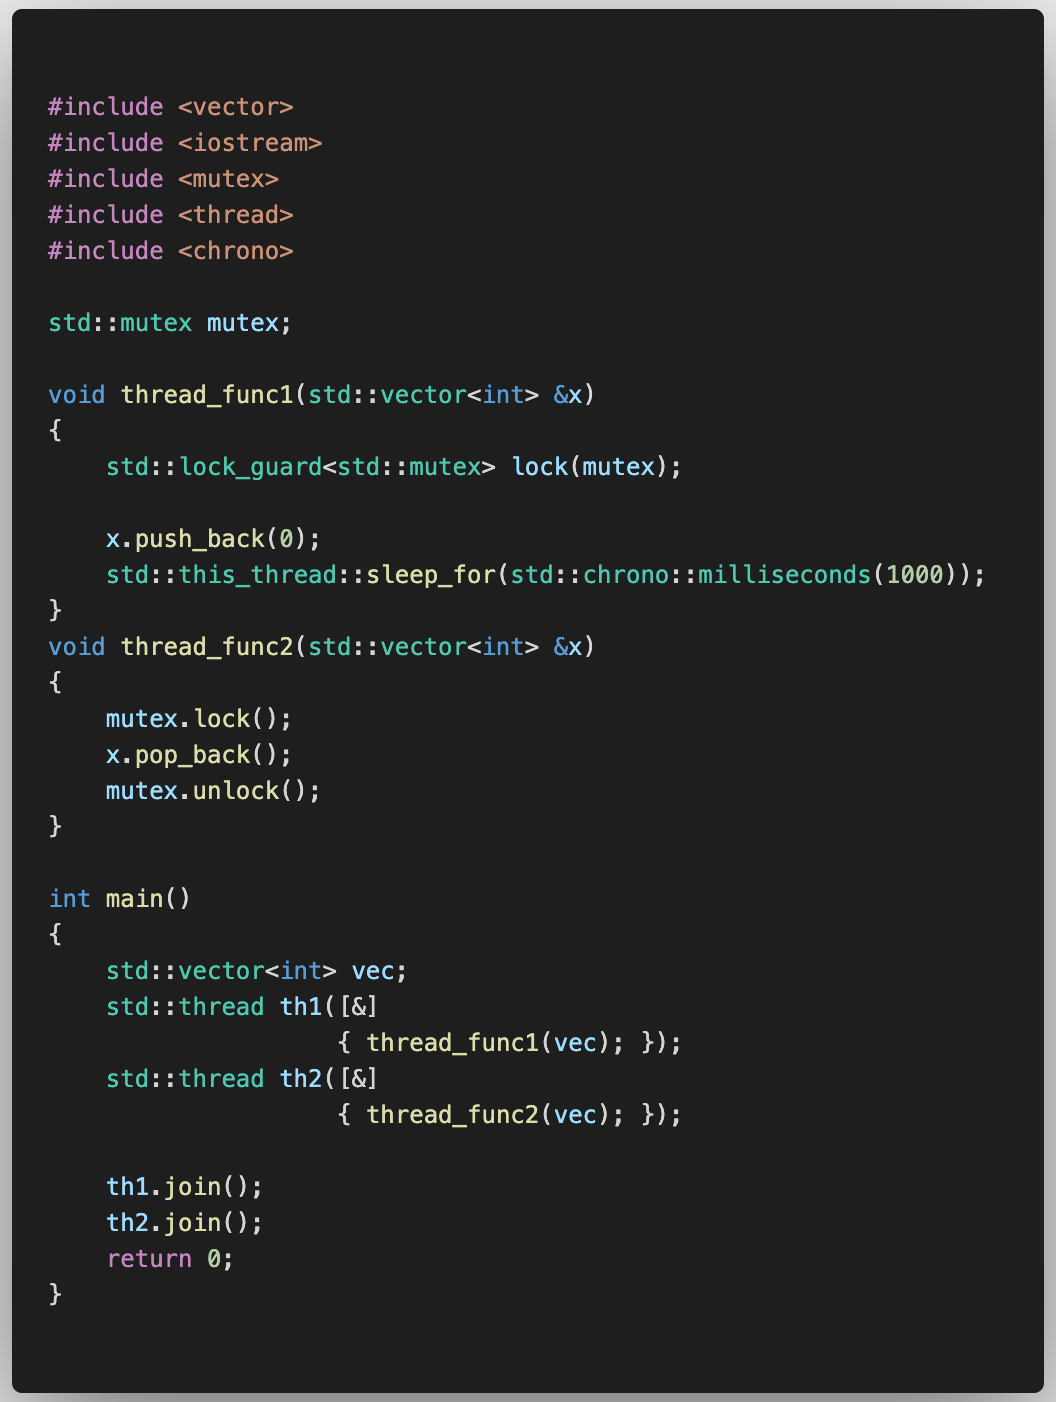 #include <vector>
#include <iostream>
#include <mutex>
#include <thread>
#include <chrono>

std::mutex mutex;

void thread_func1(std::vector<int> &x)
{
    std::lock_guard<std::mutex> lock(mutex);

    x.push_back(0);
    std::this_thread::sleep_for(std::chrono::milliseconds(1000));
}
void thread_func2(std::vector<int> &x)
{
    mutex.lock();
    x.pop_back();
    mutex.unlock();
}

int main()
{
    std::vector<int> vec;
    std::thread th1([&]
                    { thread_func1(vec); });
    std::thread th2([&]
                    { thread_func2(vec); });

    th1.join();
    th2.join();
    return 0;
}